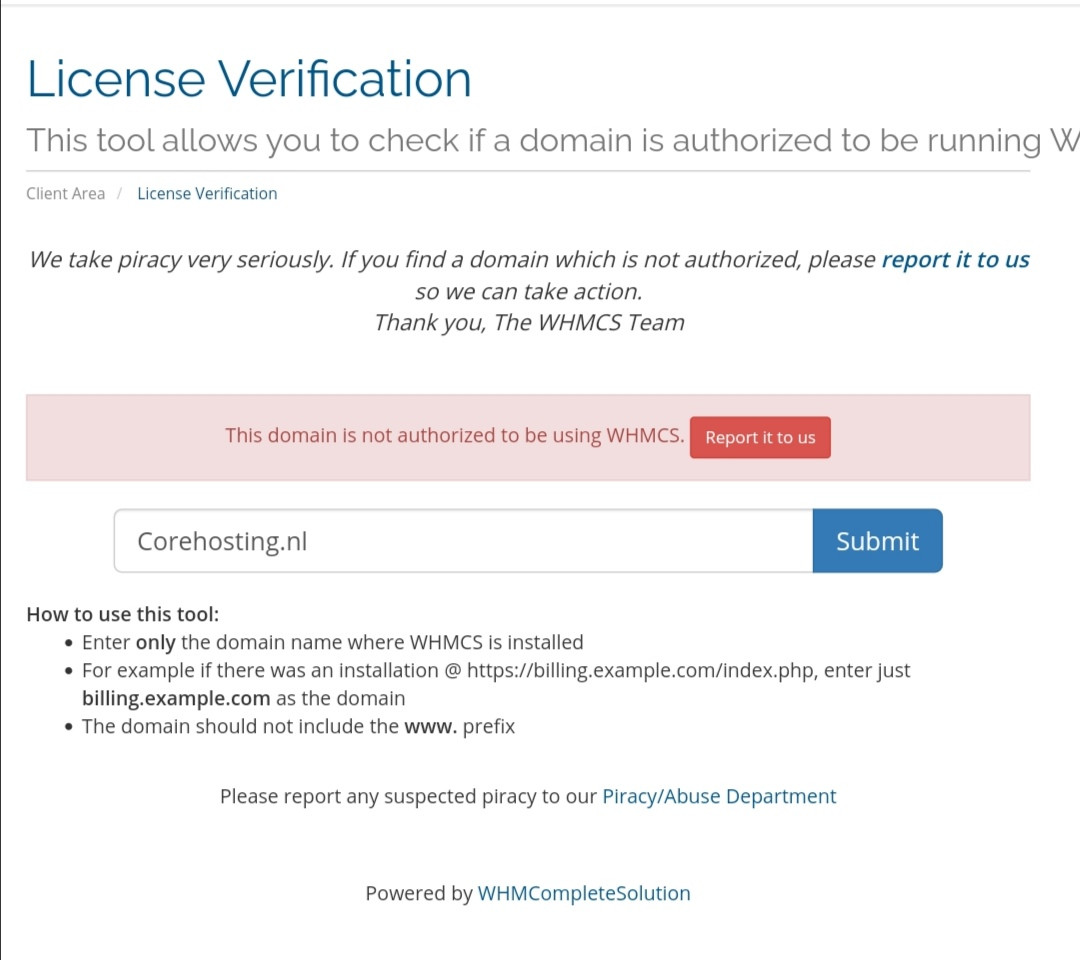 License Verification
This tool allows you to check if a domain is authorized to be running W
Client Area / License Verification
We take piracy very seriously. If you find a domain which is not authorized, please report it to us
so we can take action.
Thank you, The WHMCS Team
This domain is not authorized to be using WHMCS. Report it to us
Corehosting.nl Submit
How to use this tool:
• Enter only the domain name where WHMCS is installed
• For example if there was an installation @ https://billing.example.com/index.php, enter just
billing.example.com as the domain
• The domain should not include the www. prefix
Please report any suspected piracy to our Piracy/Abuse Department
Powered by WHMCompleteSolution